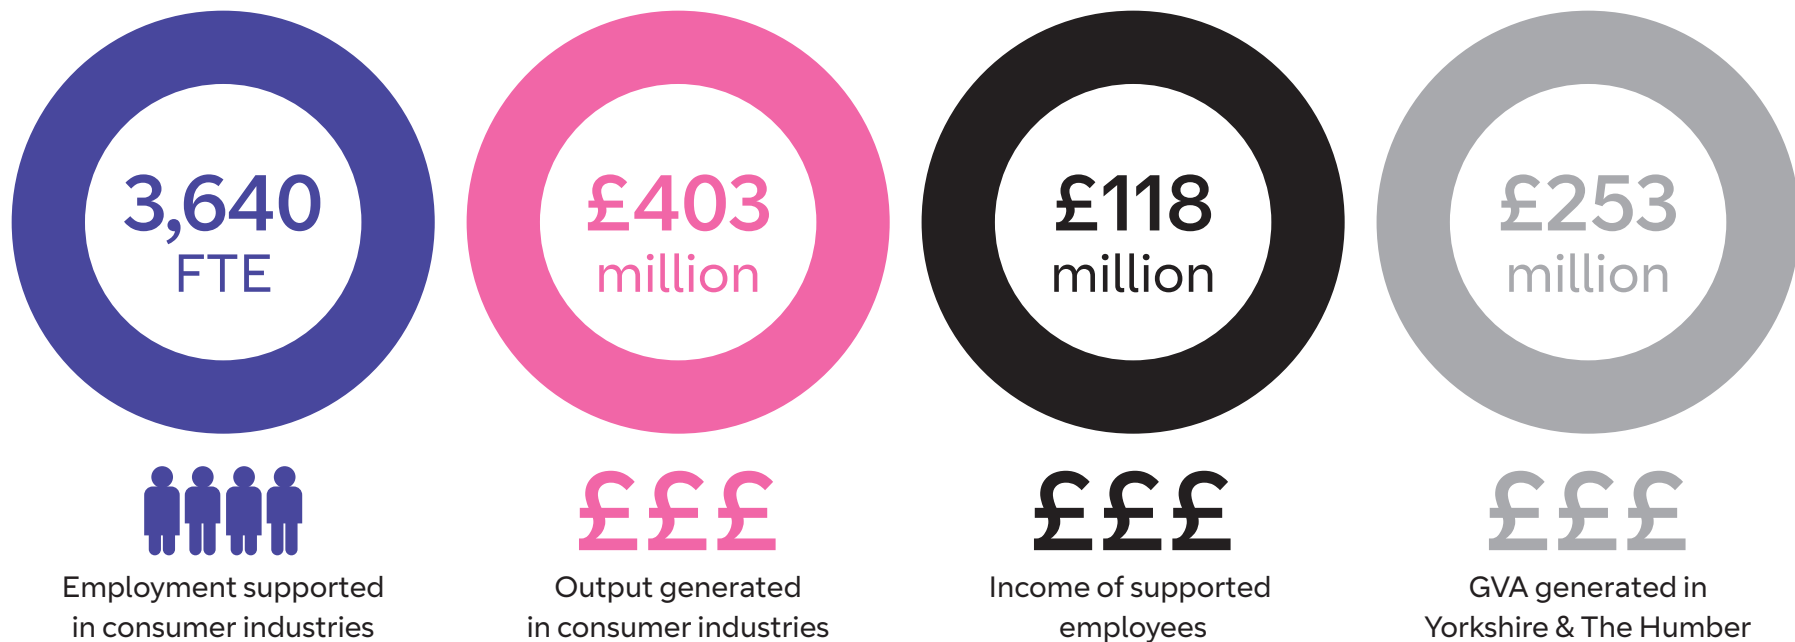 3,640
FTE
£403
million
£118
million
£253
million
£££
£££
£££
Employment supported
in consumer industries
Output generated
in consumer industries
Income of supported
employees
GVA generated in
Yorkshire & The Humber